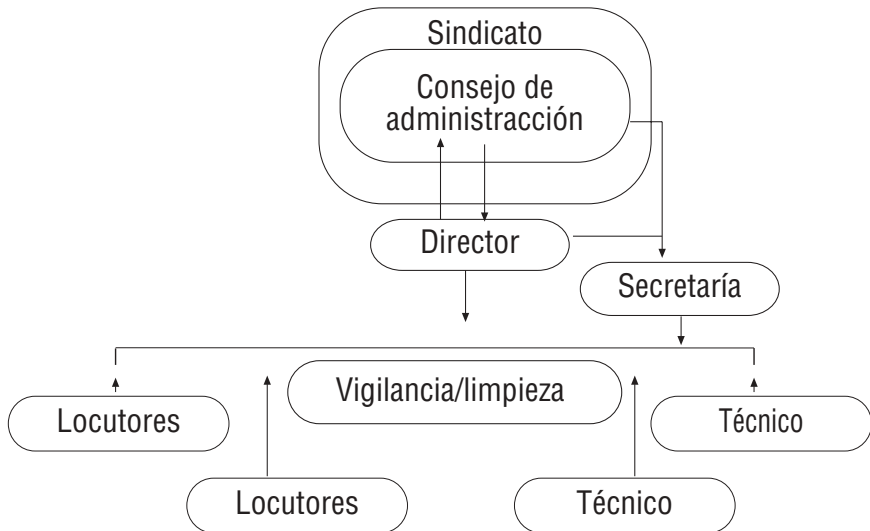 Sindicato
Consejo de
administracción
Director
Secretaría
Vigilancia/limpieza
Locutores
Técnico
Locutores
Técnico